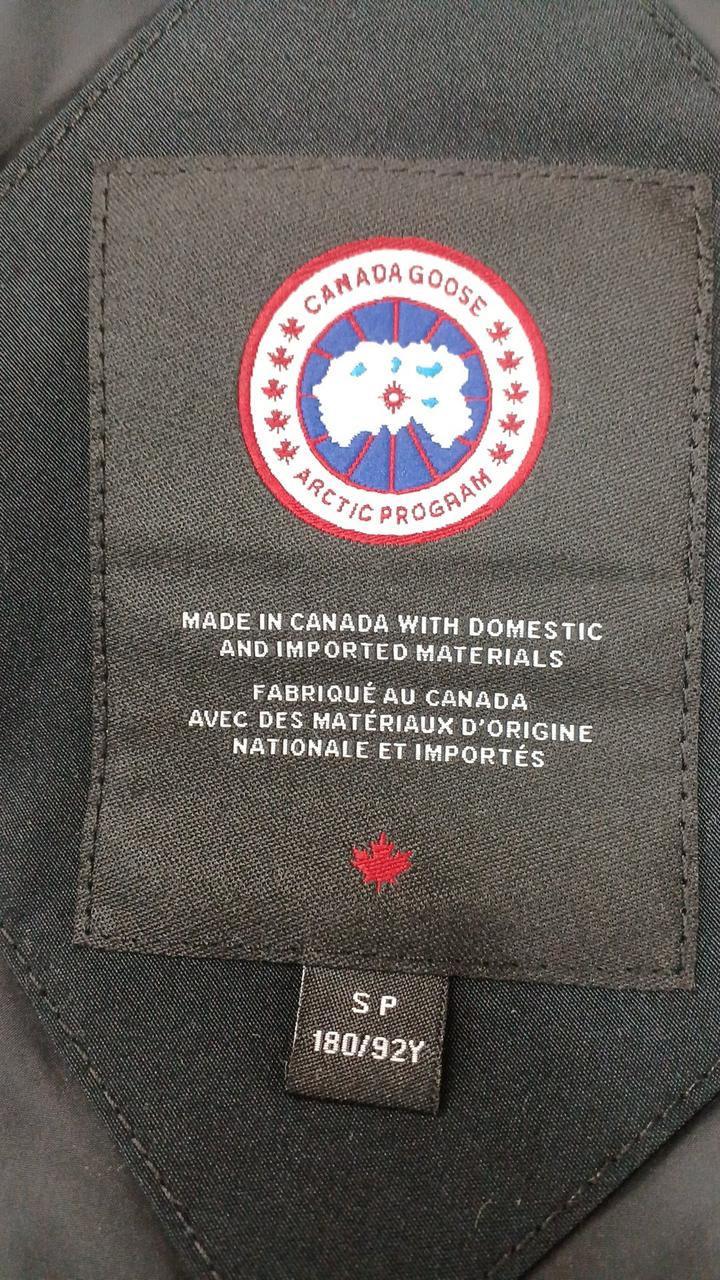 CANADA GOOSE
ARCTIC PROGRAM
MADE IN CANADA WITH DOMESTIC
AND IMPORTED MATERIALS
FABRIQUÉ AU CANADA
AVEC DES MATÉRIAUX D'ORIGINE
NATIONALE ET IMPORTÉS
S P
180/92Y